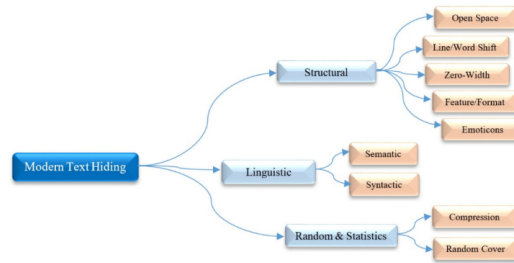 Modern Text Hiding
Structural
Open Space
Line/Word Shift
Zero-Width
Feature/Format
Emoticons
Linguistic
Semantic
Syntactic
Random & Statistics
Compression
Random Cover